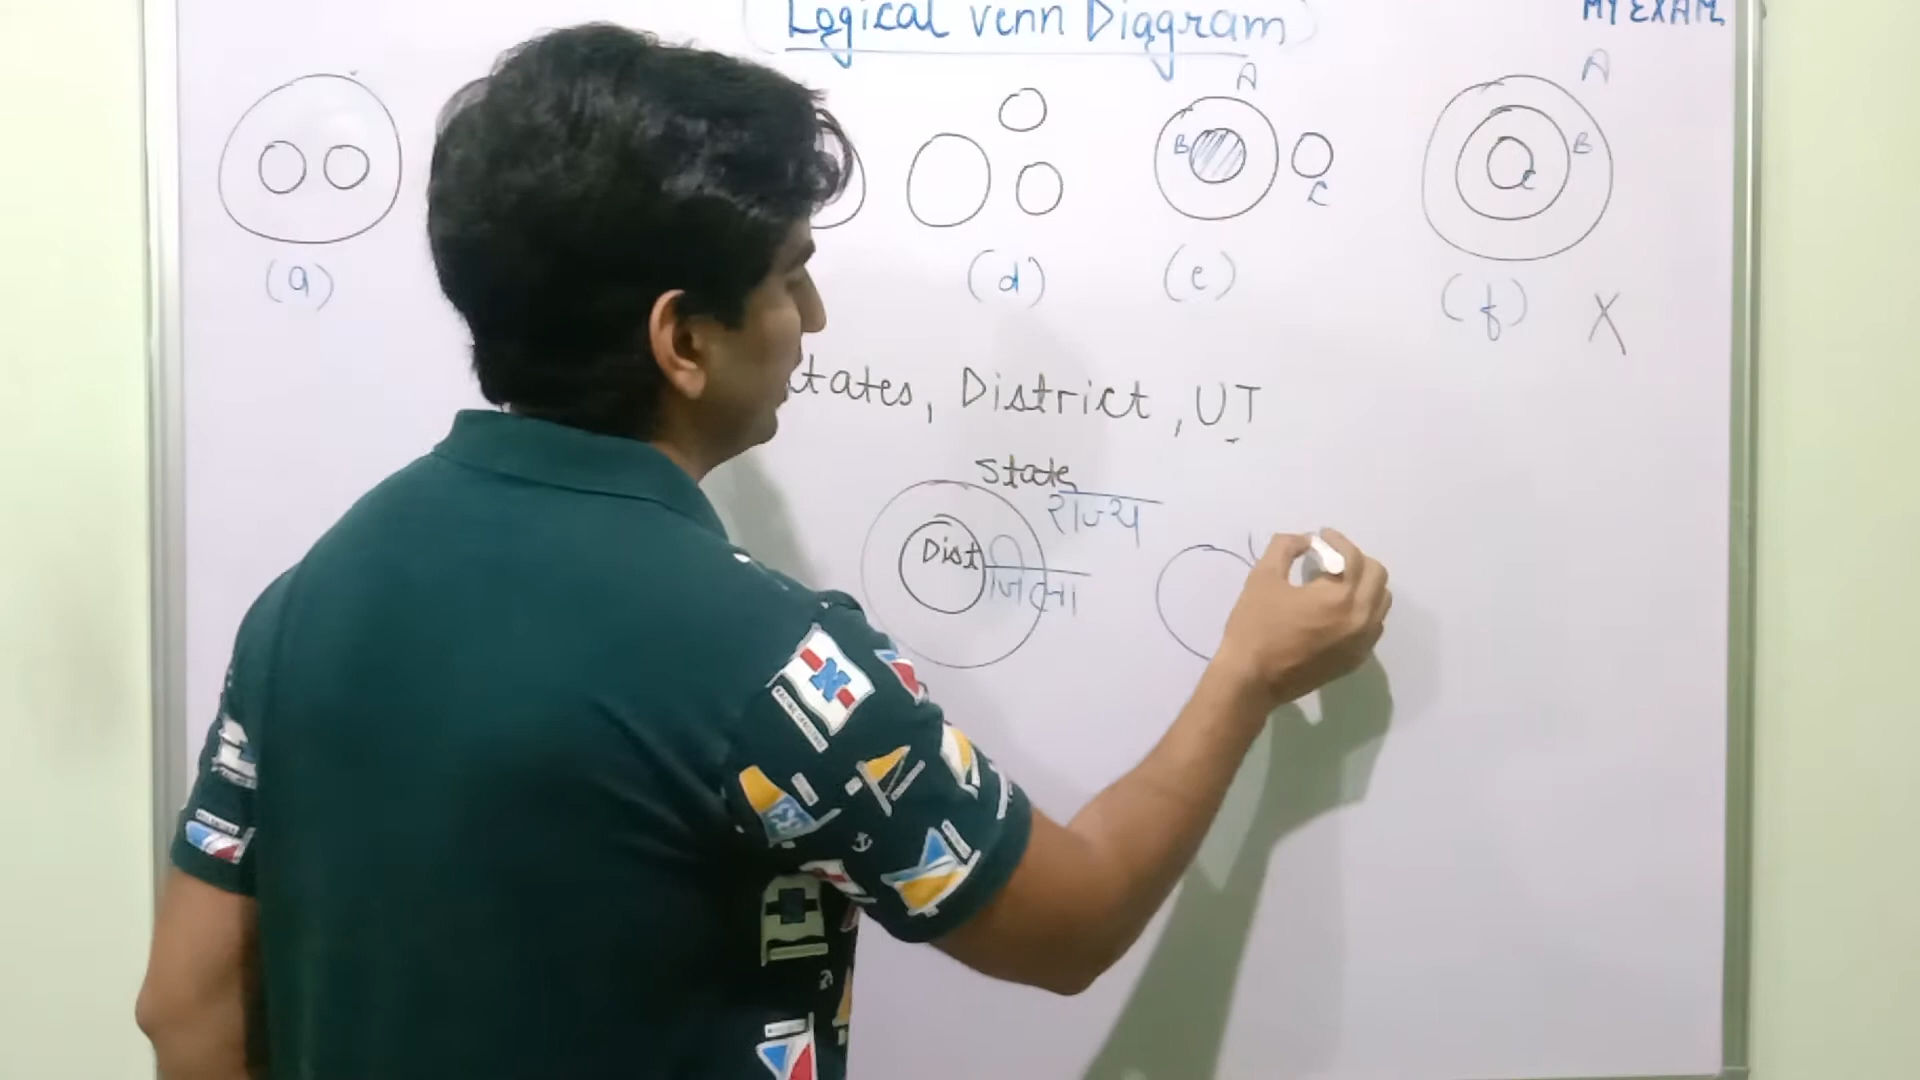 Logical Venn Diagram
MY EXAM
A
B
C
A
B
C
(a)
(d)
(e)
(f) X
States, District, UT
State
राज्य
Dist
जिला
N